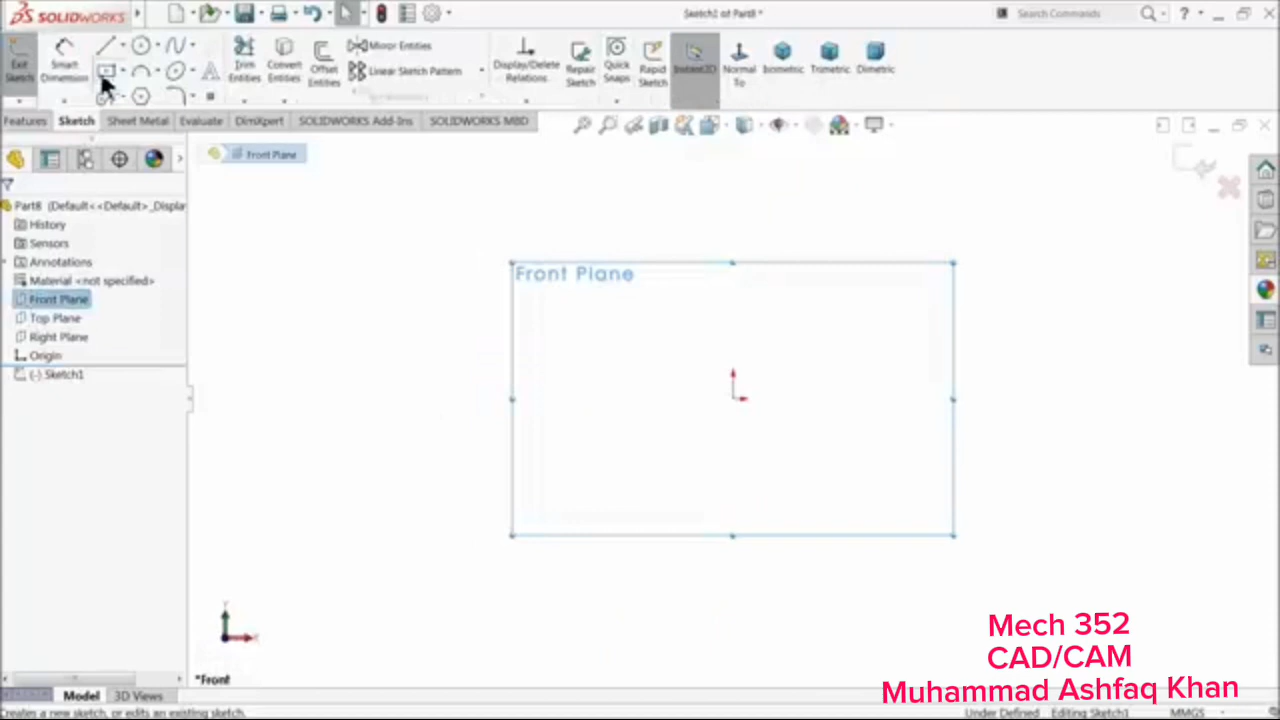 SOLIDWORKS
Sketch1 of Part8 *
Search Commands
Exit Sketch
Smart Dimension
Trim Entities
Convert Entities
Offset Entities
Mirror Entities
Linear Sketch Pattern
Display/Delete Relations
Repair Sketch
Quick Snaps
Rapid Sketch
Instant2D
Normal To
Isometric
Trimetric
Dimetric
Features
Sketch
Sheet Metal
Evaluate
DimXpert
SOLIDWORKS Add-Ins
SOLIDWORKS MBD
Front Plane
Part8 (Default<<Default>_Displa
History
Sensors
Annotations
Material <not specified>
Front Plane
Top Plane
Right Plane
Origin
(-) Sketch1
Front Plane
Y
X
*Front
Mech 352
CAD/CAM
Muhammad Ashfaq Khan
Model
3D Views
Creates a new sketch, or edits an existing sketch.
Under Defined
Editing Sketch1
MMGS